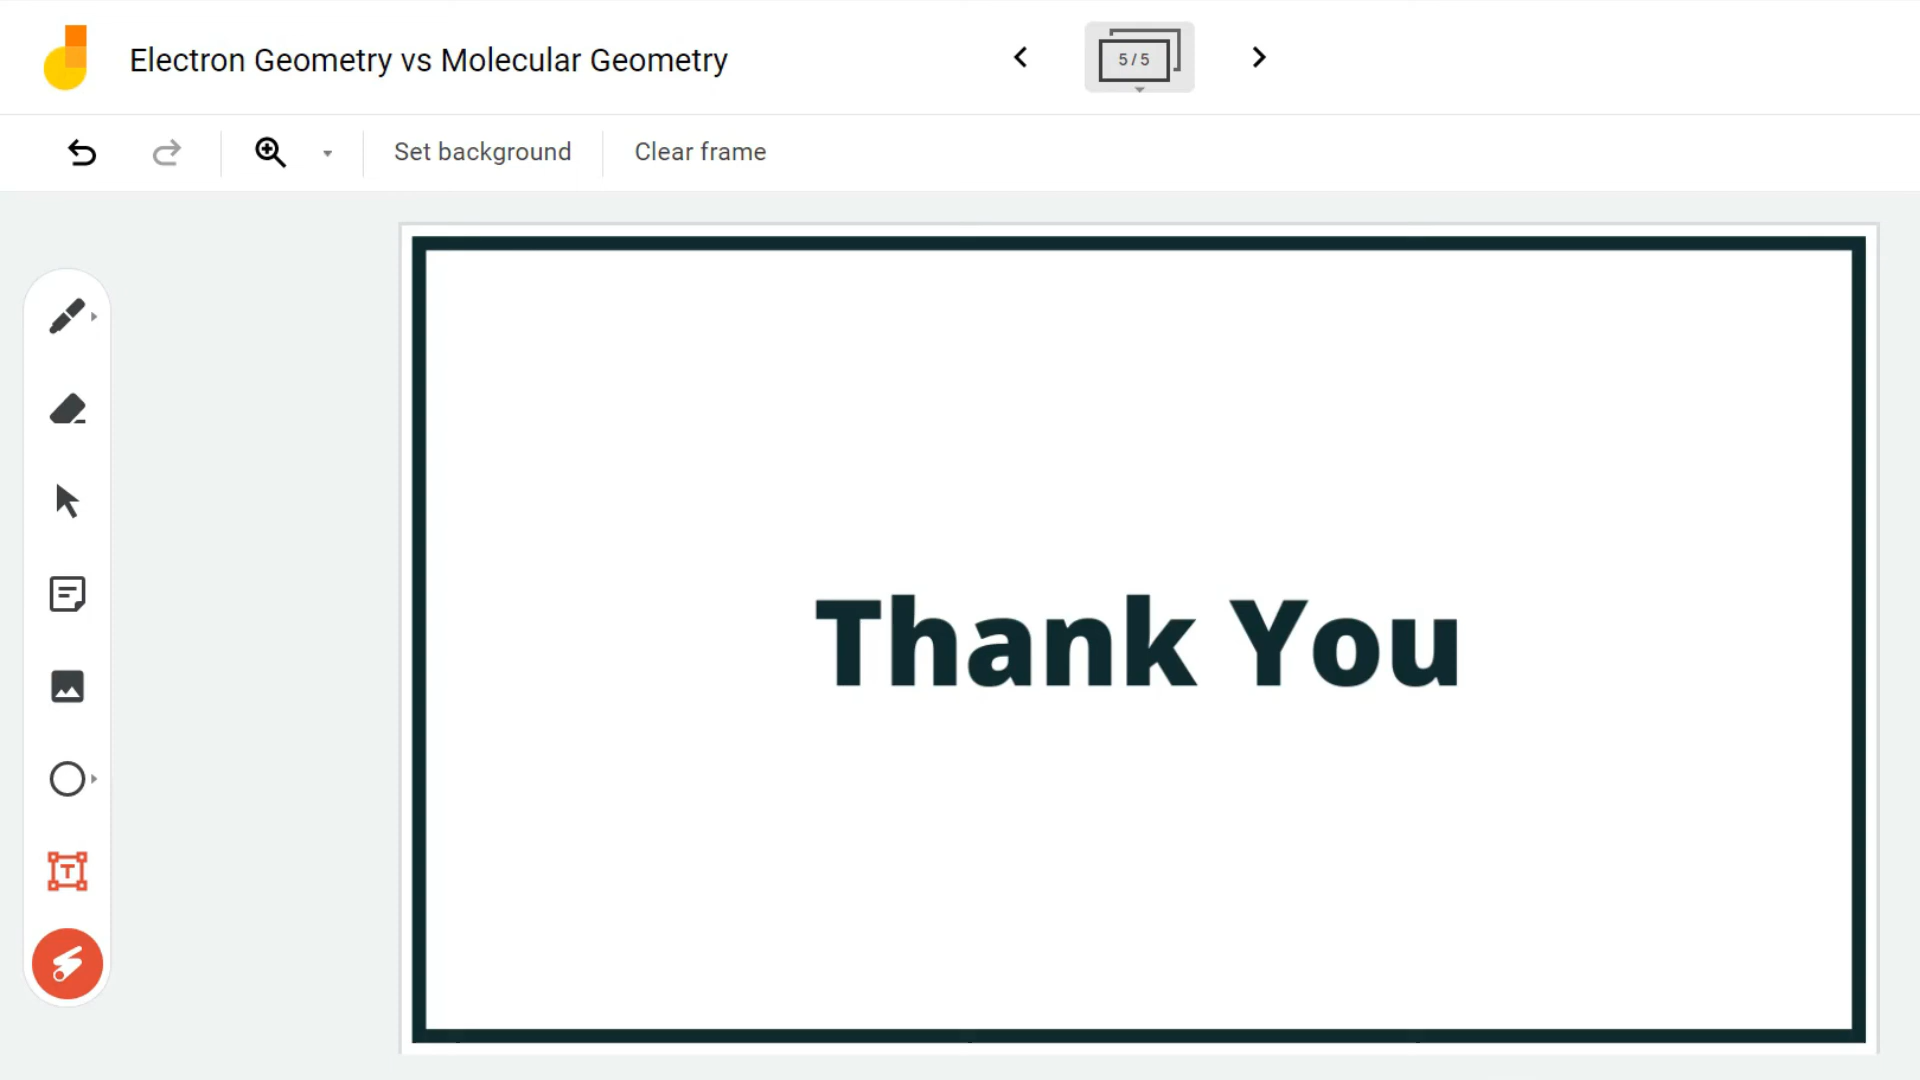 Electron Geometry vs Molecular Geometry
5 / 5
Set background
Clear frame
T
Thank You